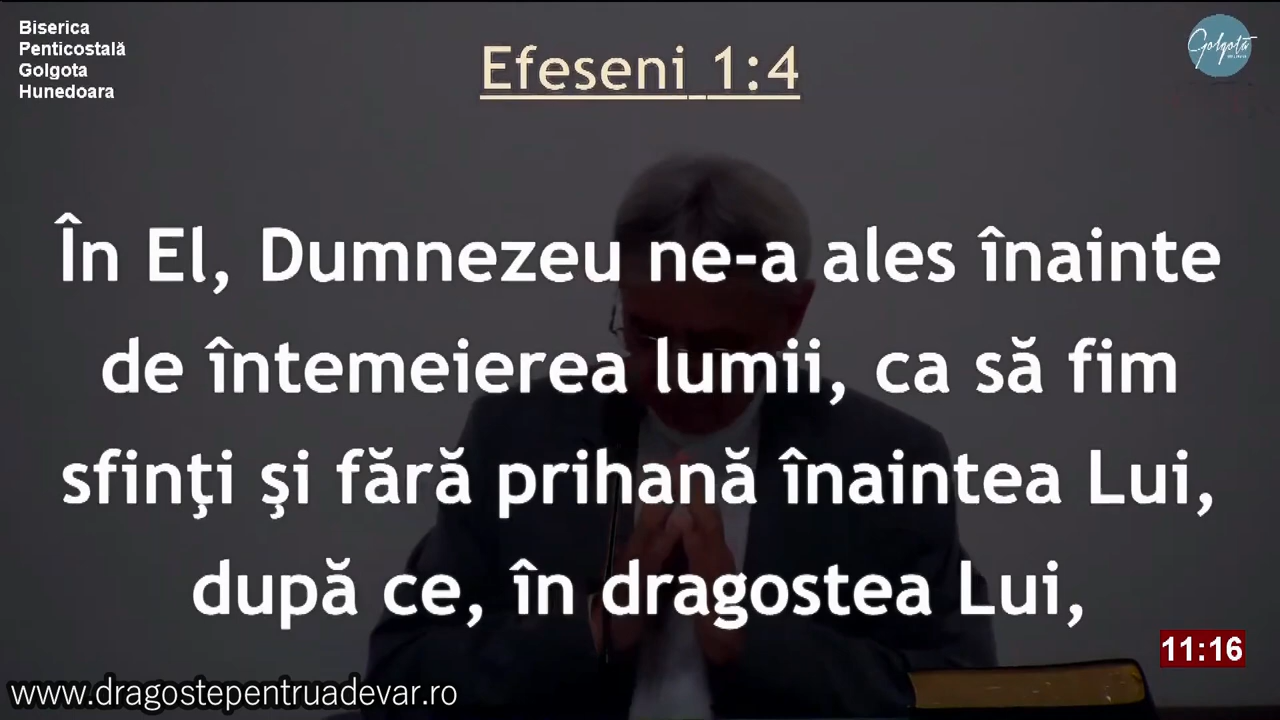 Biserica
Penticostală
Golgota
Hunedoara
Golgota
Efeseni 1:4
În El, Dumnezeu ne-a ales înainte
de întemeierea lumii, ca să fim
sfinţi şi fără prihană înaintea Lui,
după ce, în dragostea Lui,
11:16
www.dragostepentruadevar.ro